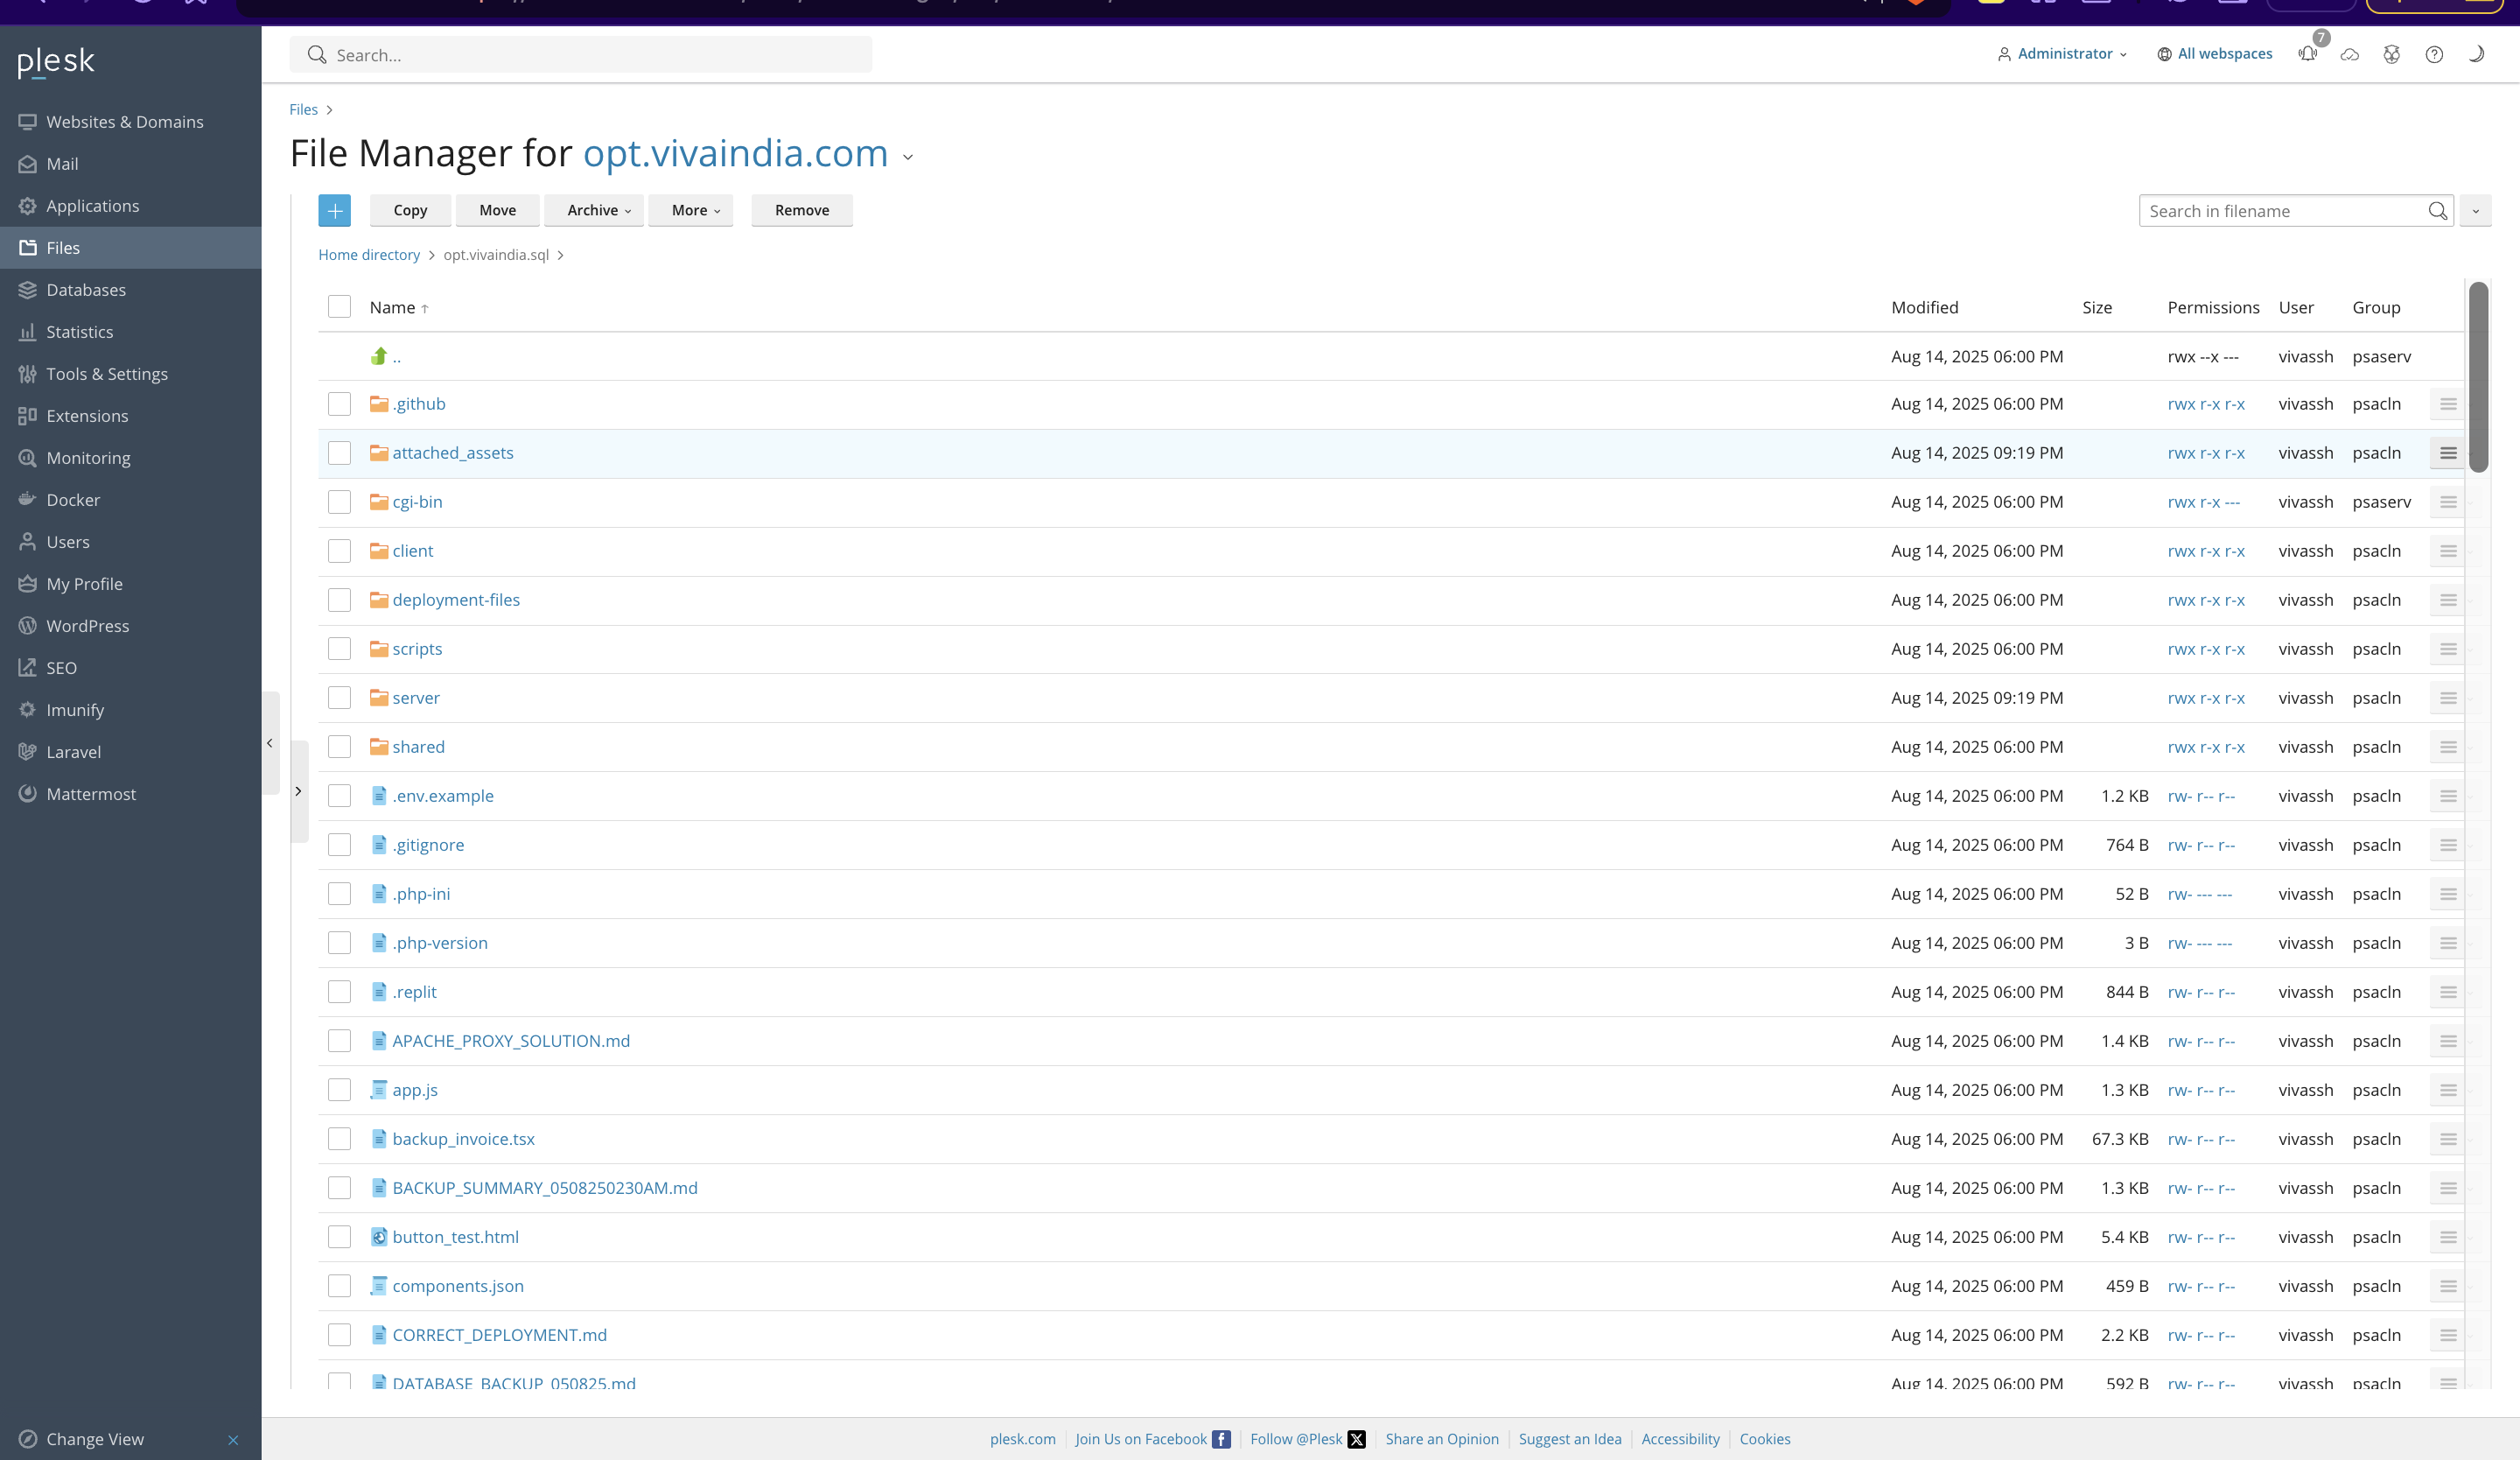 plesk
Search...
Administrator
All webspaces
7
Websites & Domains
Mail
Applications
Files
Databases
Statistics
Tools & Settings
Extensions
Monitoring
Docker
Users
My Profile
WordPress
SEO
Imunify
Laravel
Mattermost
Change View
Files >
File Manager for opt.vivaindia.com
Copy Move Archive More Remove
Search in filename
Home directory > opt.vivaindia.sql >
Name ↑ Modified Size Permissions User Group
.. Aug 14, 2025 06:00 PM rwx --x --- vivassh psaserv
.github Aug 14, 2025 06:00 PM rwx r-x r-x vivassh psacln
attached_assets Aug 14, 2025 09:19 PM rwx r-x r-x vivassh psacln
cgi-bin Aug 14, 2025 06:00 PM rwx r-x --- vivassh psaserv
client Aug 14, 2025 06:00 PM rwx r-x r-x vivassh psacln
deployment-files Aug 14, 2025 06:00 PM rwx r-x r-x vivassh psacln
scripts Aug 14, 2025 06:00 PM rwx r-x r-x vivassh psacln
server Aug 14, 2025 09:19 PM rwx r-x r-x vivassh psacln
shared Aug 14, 2025 06:00 PM rwx r-x r-x vivassh psacln
.env.example Aug 14, 2025 06:00 PM 1.2 KB rw- r-- r-- vivassh psacln
.gitignore Aug 14, 2025 06:00 PM 764 B rw- r-- r-- vivassh psacln
.php-ini Aug 14, 2025 06:00 PM 52 B rw- --- --- vivassh psacln
.php-version Aug 14, 2025 06:00 PM 3 B rw- --- --- vivassh psacln
.replit Aug 14, 2025 06:00 PM 844 B rw- r-- r-- vivassh psacln
APACHE_PROXY_SOLUTION.md Aug 14, 2025 06:00 PM 1.4 KB rw- r-- r-- vivassh psacln
app.js Aug 14, 2025 06:00 PM 1.3 KB rw- r-- r-- vivassh psacln
backup_invoice.tsx Aug 14, 2025 06:00 PM 67.3 KB rw- r-- r-- vivassh psacln
BACKUP_SUMMARY_0508250230AM.md Aug 14, 2025 06:00 PM 1.3 KB rw- r-- r-- vivassh psacln
button_test.html Aug 14, 2025 06:00 PM 5.4 KB rw- r-- r-- vivassh psacln
components.json Aug 14, 2025 06:00 PM 459 B rw- r-- r-- vivassh psacln
CORRECT_DEPLOYMENT.md Aug 14, 2025 06:00 PM 2.2 KB rw- r-- r-- vivassh psacln
DATABASE_BACKUP_050825.md Aug 14, 2025 06:00 PM 592 B rw- r-- r-- vivassh psacln
plesk.com Join Us on Facebook Follow @Plesk Share an Opinion Suggest an Idea Accessibility Cookies